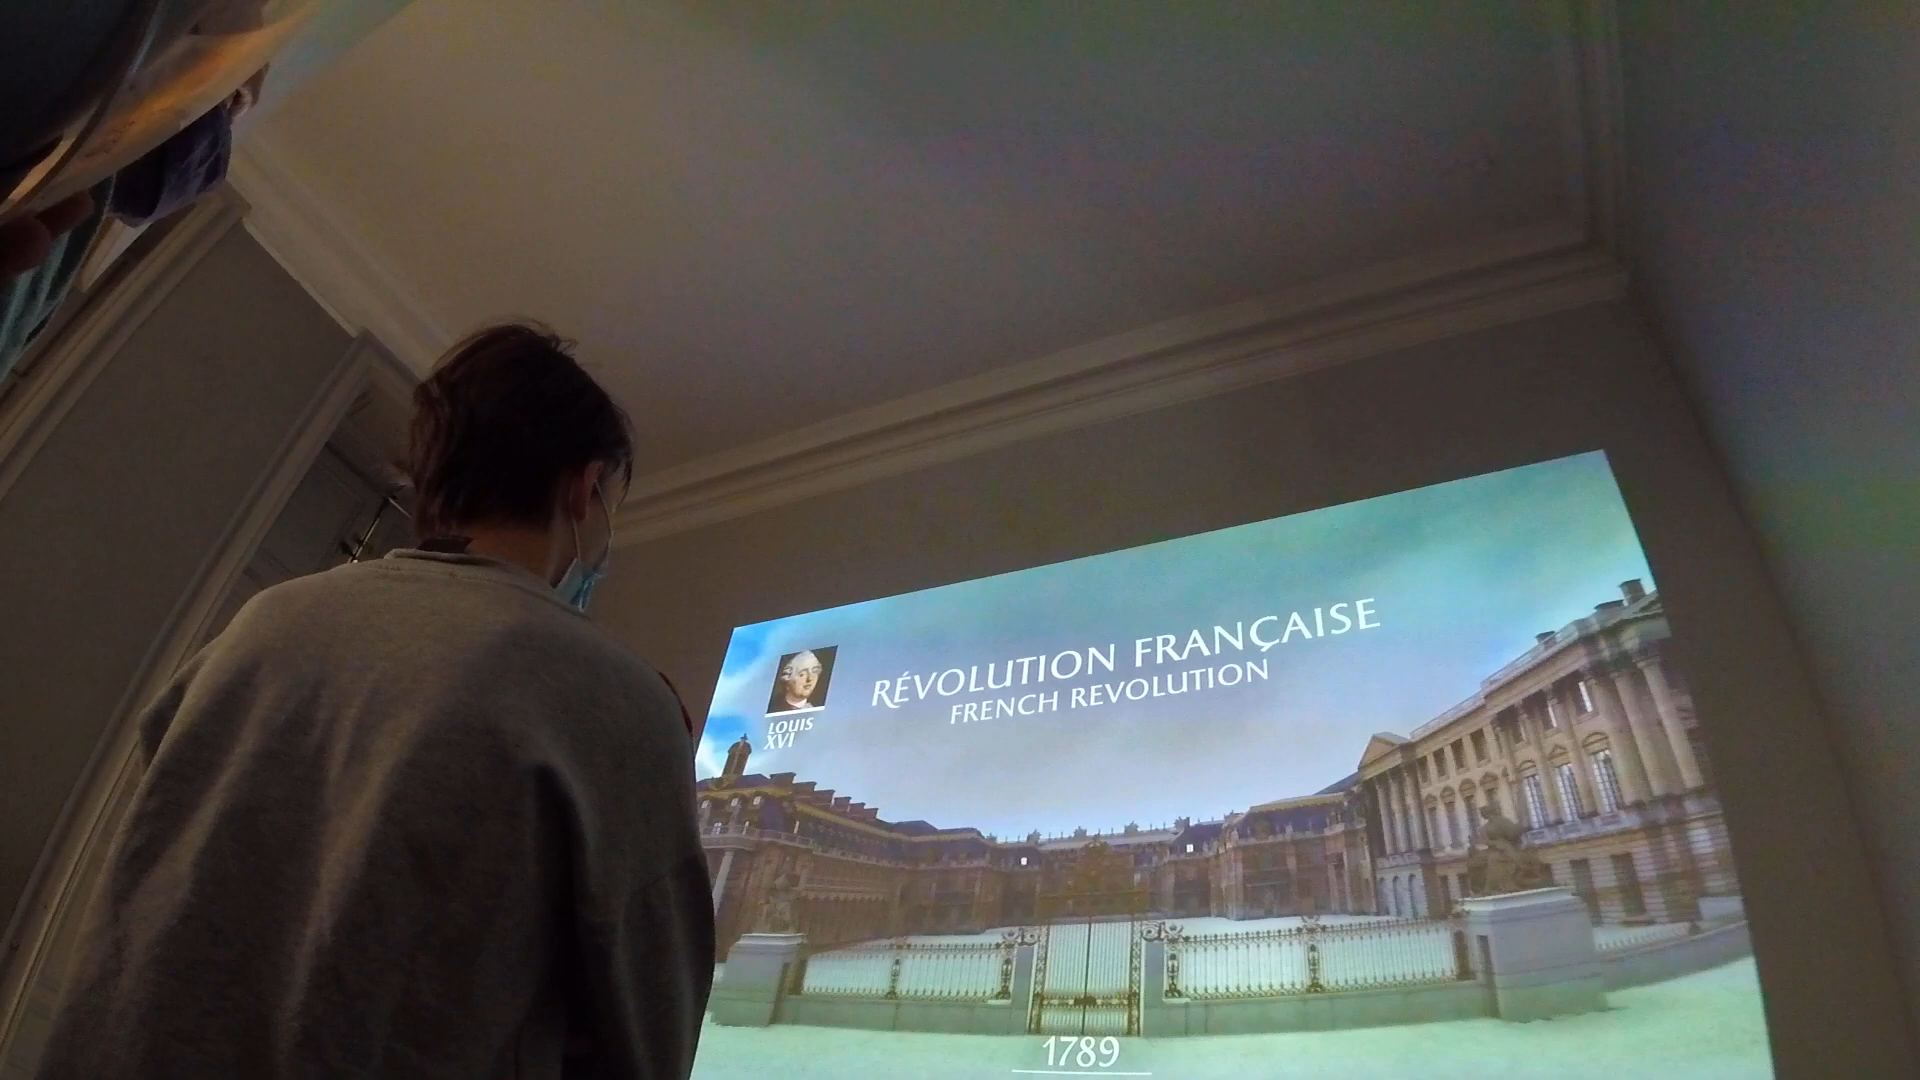 RÉVOLUTION FRANÇAISE
FRENCH REVOLUTION
LOUIS
XVI
1789